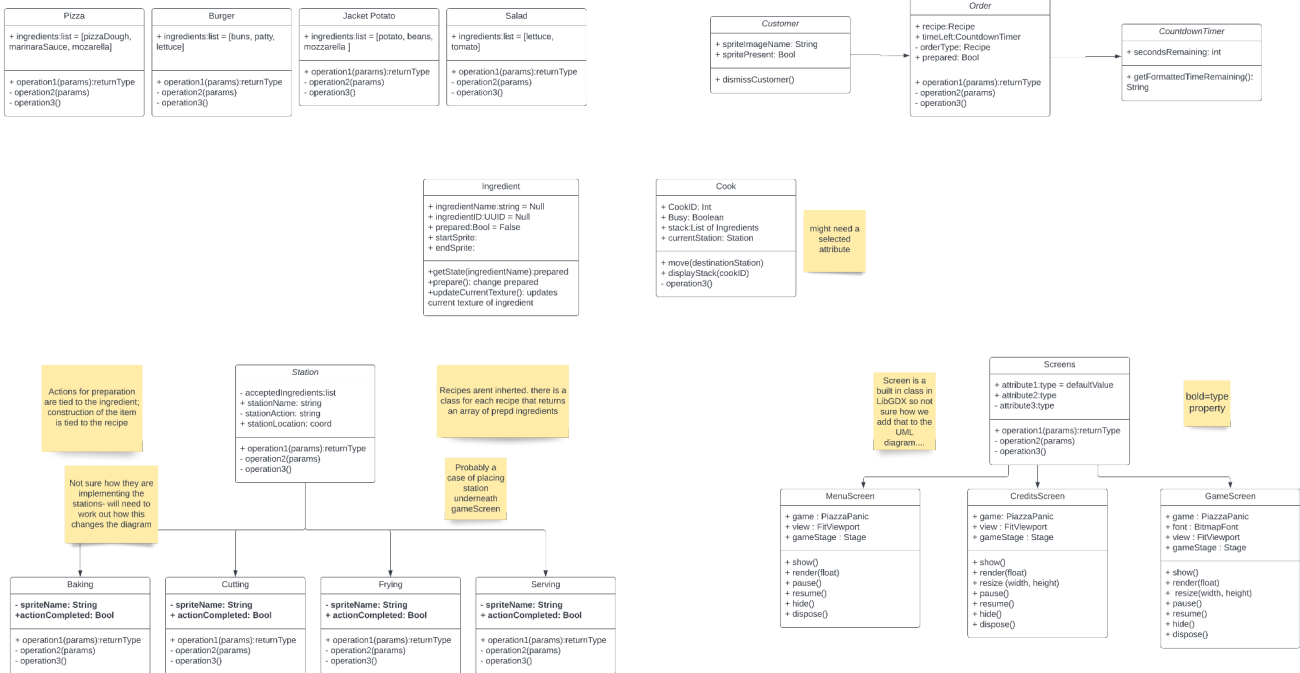 Pizza
+ ingredients:list = [pizzaDough,
marinaraSauce, mozarella]
+ operation1(params):returnType
- operation2(params)
- operation3()
Burger
+ ingredients:list = [buns, patty,
lettuce]
+ operation1(params):returnType
- operation2(params)
- operation3()
Jacket Potato
+ ingredients:list = [potato, beans,
mozzarella ]
+ operation1(params):returnType
- operation2(params)
- operation3()
Salad
+ ingredients:list = [lettuce,
tomato]
+ operation1(params):returnType
- operation2(params)
- operation3()
Customer
+ spriteImageName: String
+ spritePresent: Bool
+ dismissCustomer()
Order
+ recipe:Recipe
+ timeLeft:CountdownTimer
- orderType: Recipe
+ prepared: Bool
+ operation1(params):returnType
- operation2(params)
- operation3()
CountdownTimer
+ secondsRemaining: int
+ getFormattedTimeRemaining():
String
Ingredient
+ ingredientName:string = Null
+ ingredientID:UUID = Null
+ prepared:Bool = False
+ startSprite:
+ endSprite:
+getState(ingredientName):prepared
+prepare(): change prepared
+updateCurrentTexture(): updates
current texture of ingredient
Cook
+ CookID: Int
+ Busy: Boolean
+ stack:List of Ingredients
+ currentStation: Station
+ move(destinationStation)
+ displayStack(cookID)
- operation3()
might need a
selected
attribute
Actions for preparation
are tied to the ingredient;
construction of the item
is tied to the recipe
Station
- acceptedIngredients:list
+ stationName: string
- stationAction: string
+ stationLocation: coord
+ operation1(params):returnType
- operation2(params)
- operation3()
Recipes arent inherited. there is a
class for each recipe that returns
an array of prepd ingredients
Not sure how they are
implementing the
stations- will need to
work out how this
changes the diagram
Probably a
case of placing
station
underneath
gameScreen
Baking
- spriteName: String
+actionCompleted: Bool
+ operation1(params):returnType
- operation2(params)
- operation3()
Cutting
- spriteName: String
+ actionCompleted: Bool
+ operation1(params):returnType
- operation2(params)
- operation3()
Frying
- spriteName: String
+ actionCompleted: Bool
+ operation1(params):returnType
- operation2(params)
- operation3()
Serving
- spriteName: String
+ actionCompleted: Bool
+ operation1(params):returnType
- operation2(params)
- operation3()
Screen is a
built in class in
LibGDX so not
sure how we
add that to the
UML
diagram....
Screens
+ attribute1:type = defaultValue
+ attribute2:type
- attribute3:type
+ operation1(params):returnType
- operation2(params)
- operation3()
bold=type
property
MenuScreen
+ game : PiazzaPanic
+ view : FitViewport
+ gameStage : Stage
+ show()
+ render(float)
+ pause()
+ resume()
+ hide()
+ dispose()
CreditsScreen
+ game: PiazzaPanic
+ view : FitViewport
+ gameStage : Stage
+ show()
+ render(float)
+ resize (width, height)
+ pause()
+ resume()
+ hide()
+ dispose()
GameScreen
+ game : PiazzaPanic
+ font : BitmapFont
+ view : FitViewport
+ gameStage : Stage
+ show()
+ render(float)
+ resize(width, height)
+ pause()
+ resume()
+ hide()
+ dispose()